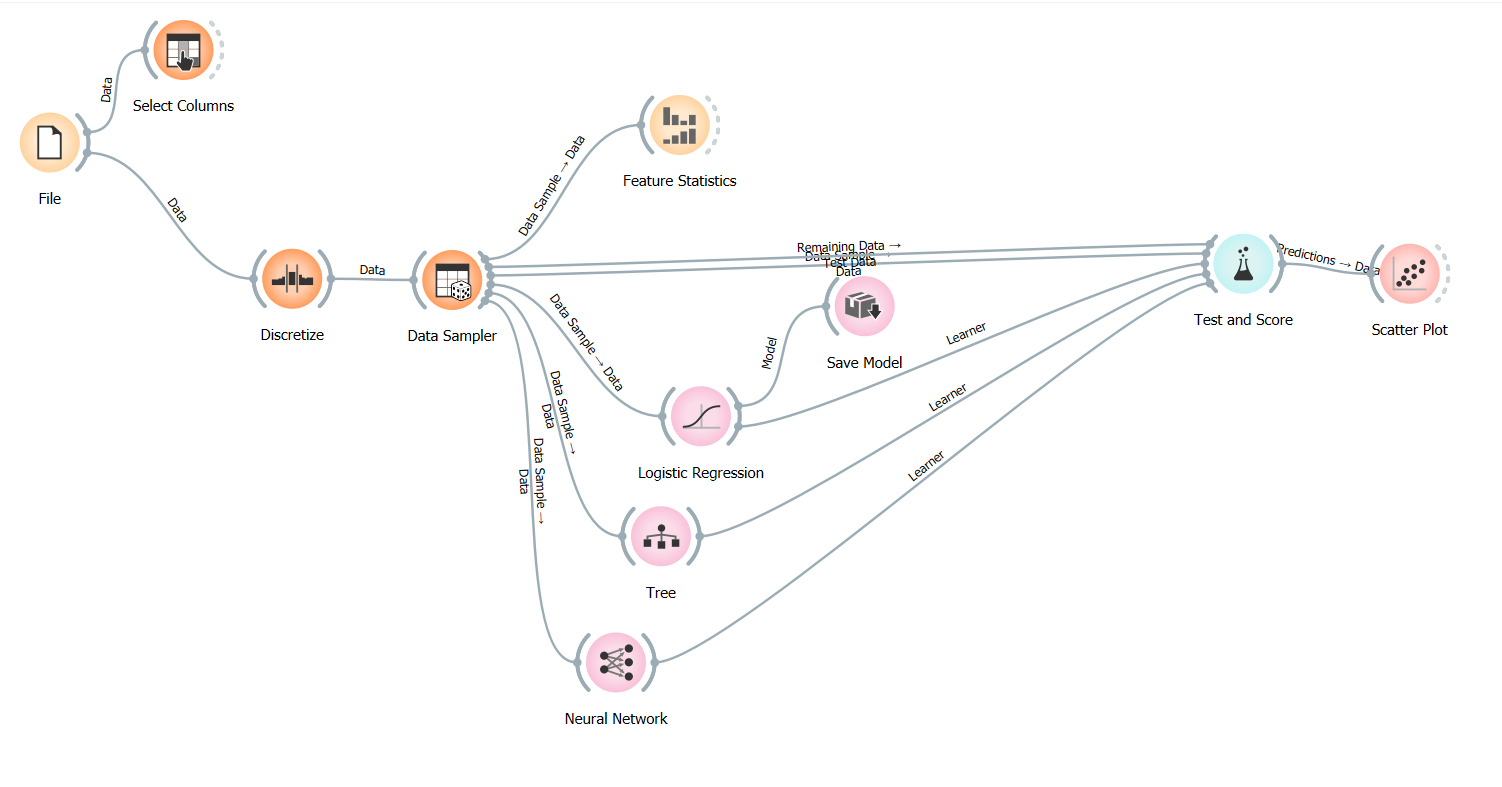 Data
Select Columns
File
Data
Discretize
Data
Data Sampler
Data Sample → Data
Feature Statistics
Remaining Data →
Test Data
Data Sample →
Data
Data Sample → Data
Model
Save Model
Logistic Regression
Learner
Data Sample →
Data
Tree
Learner
Data Sample →
Data
Neural Network
Learner
Test and Score
Predictions → Data
Scatter Plot